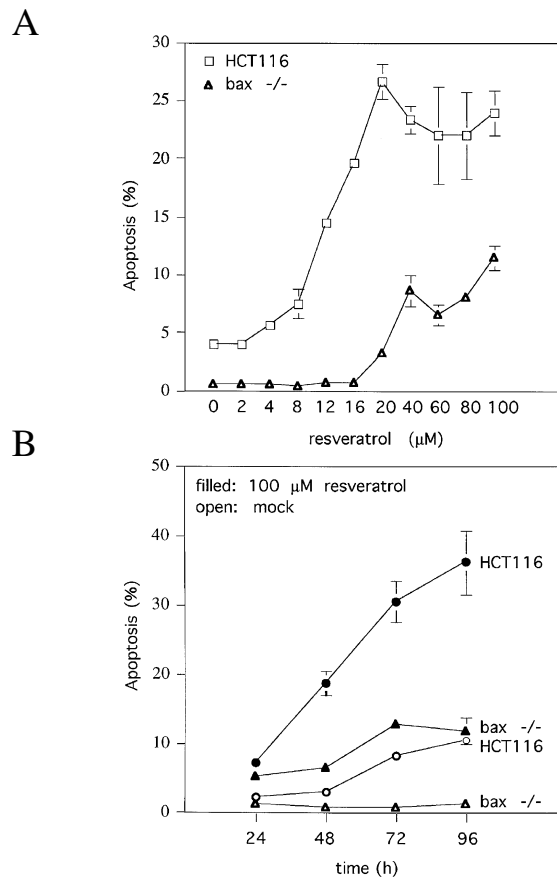 A
30
25
20
15
10
5
0
Apoptosis (%)
HCT116
bax -/-
0 2 4 8 12 16 20 40 60 80 100
resveratrol (μM)
B
50
40
30
20
10
0
Apoptosis (%)
filled: 100 μM resveratrol
open: mock
HCT116
bax -/-
HCT116
bax -/-
24 48 72 96
time (h)